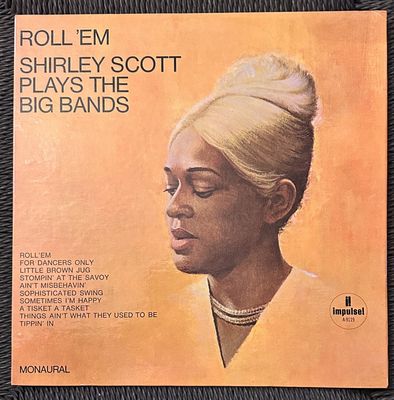 ROLL 'EM
SHIRLEY SCOTT
PLAYS THE
BIG BANDS
ROLL 'EM
FOR DANCERS ONLY
LITTLE BROWN JUG
STOMPIN' AT THE SAVOY
AIN'T MISBEHAVIN'
SOPHISTICATED SWING
SOMETIMES I'M HAPPY
A TISKET A TASKET
THINGS AIN'T WHAT THEY USED TO BE
TIPPIN' IN
impulse!
A-9119
MONAURAL